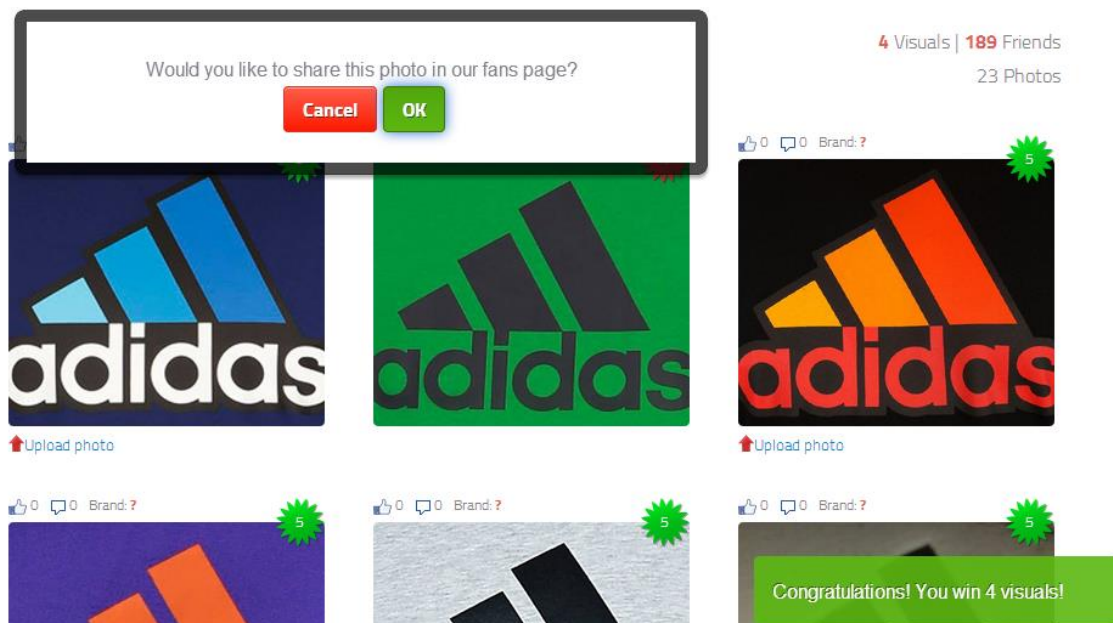 Would you like to share this photo in our fans page?
Cancel OK
4 Visuals | 189 Friends
23 Photos
0 0 Brand: ?
5
adidas
adidas
adidas
Upload photo
Upload photo
0 0 Brand: ?
0 0 Brand: ?
0 0 Brand: ?
5
5
5
Congratulations! You win 4 visuals!